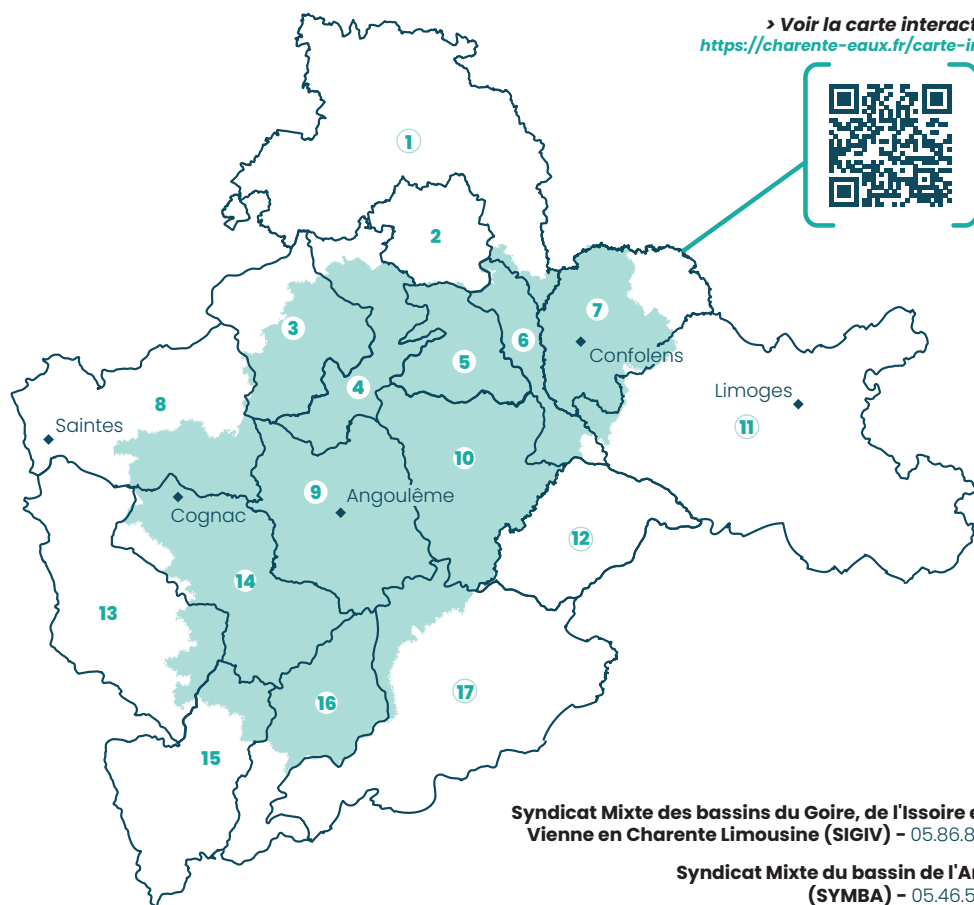 > Voir la carte interact
https://charente-eaux.fr/carte-in
1
2
3
7
6
5
Confolens
4
Limoges
8
11
Saintes
10
9
Angoulême
Cognac
12
14
13
17
16
15
Syndicat Mixte des bassins du Goire, de l'Issoire e
Vienne en Charente Limousine (SIGIV) - 05.86.8
Syndicat Mixte du bassin de l'A
(SYMBA) - 05.46.5